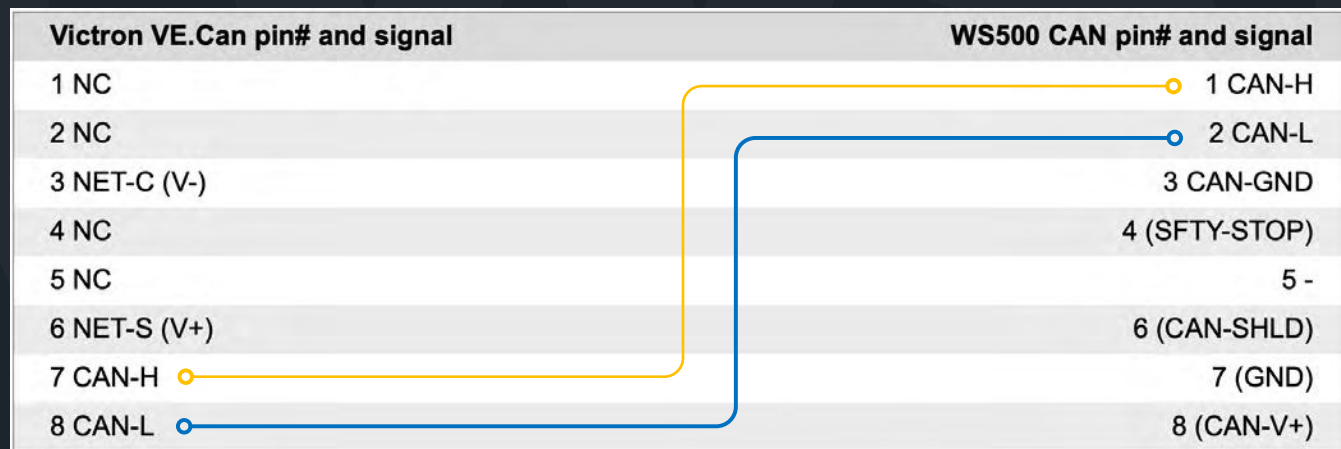 Victron VE.Can pin# and signal WS500 CAN pin# and signal
1 NC 1 CAN-H
2 NC 2 CAN-L
3 NET-C (V-) 3 CAN-GND
4 NC 4 (SFTY-STOP)
5 NC 5 -
6 NET-S (V+) 6 (CAN-SHLD)
7 CAN-H 7 (GND)
8 CAN-L 8 (CAN-V+)